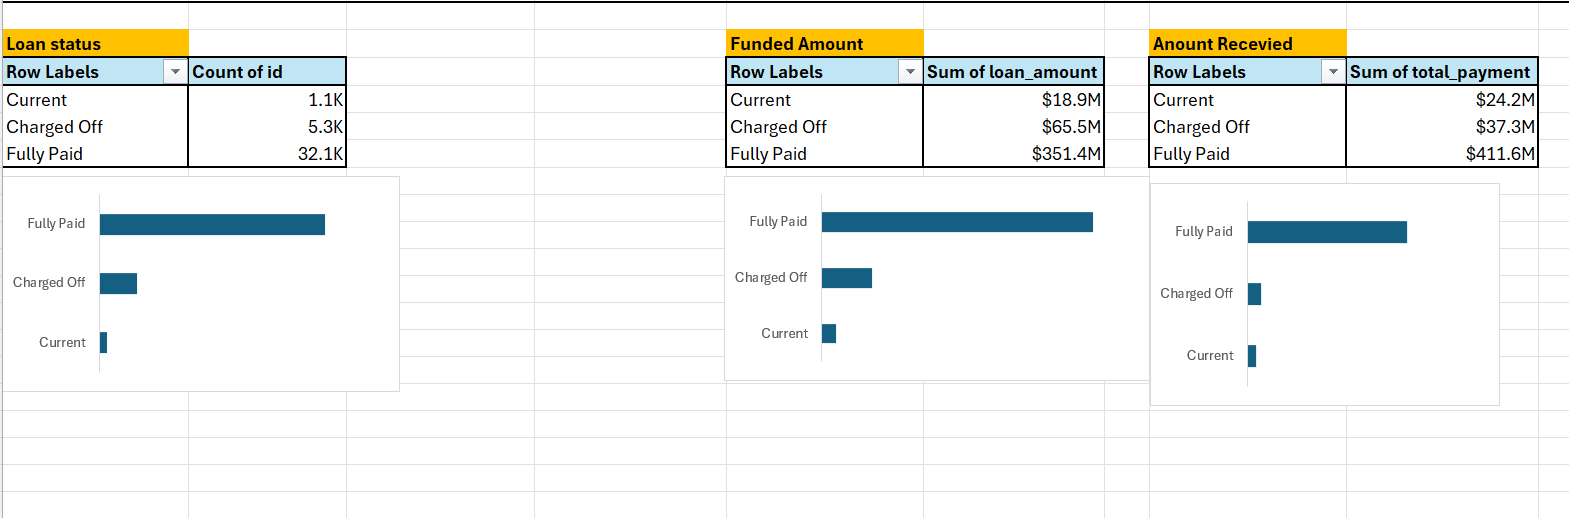 Loan status
Row Labels Count of id
Current 1.1K
Charged Off 5.3K
Fully Paid 32.1K
Fully Paid
Charged Off
Current
Funded Amount
Row Labels Sum of loan_amount
Current $18.9M
Charged Off $65.5M
Fully Paid $351.4M
Fully Paid
Charged Off
Current
Anount Recevied
Row Labels Sum of total_payment
Current $24.2M
Charged Off $37.3M
Fully Paid $411.6M
Fully Paid
Charged Off
Current